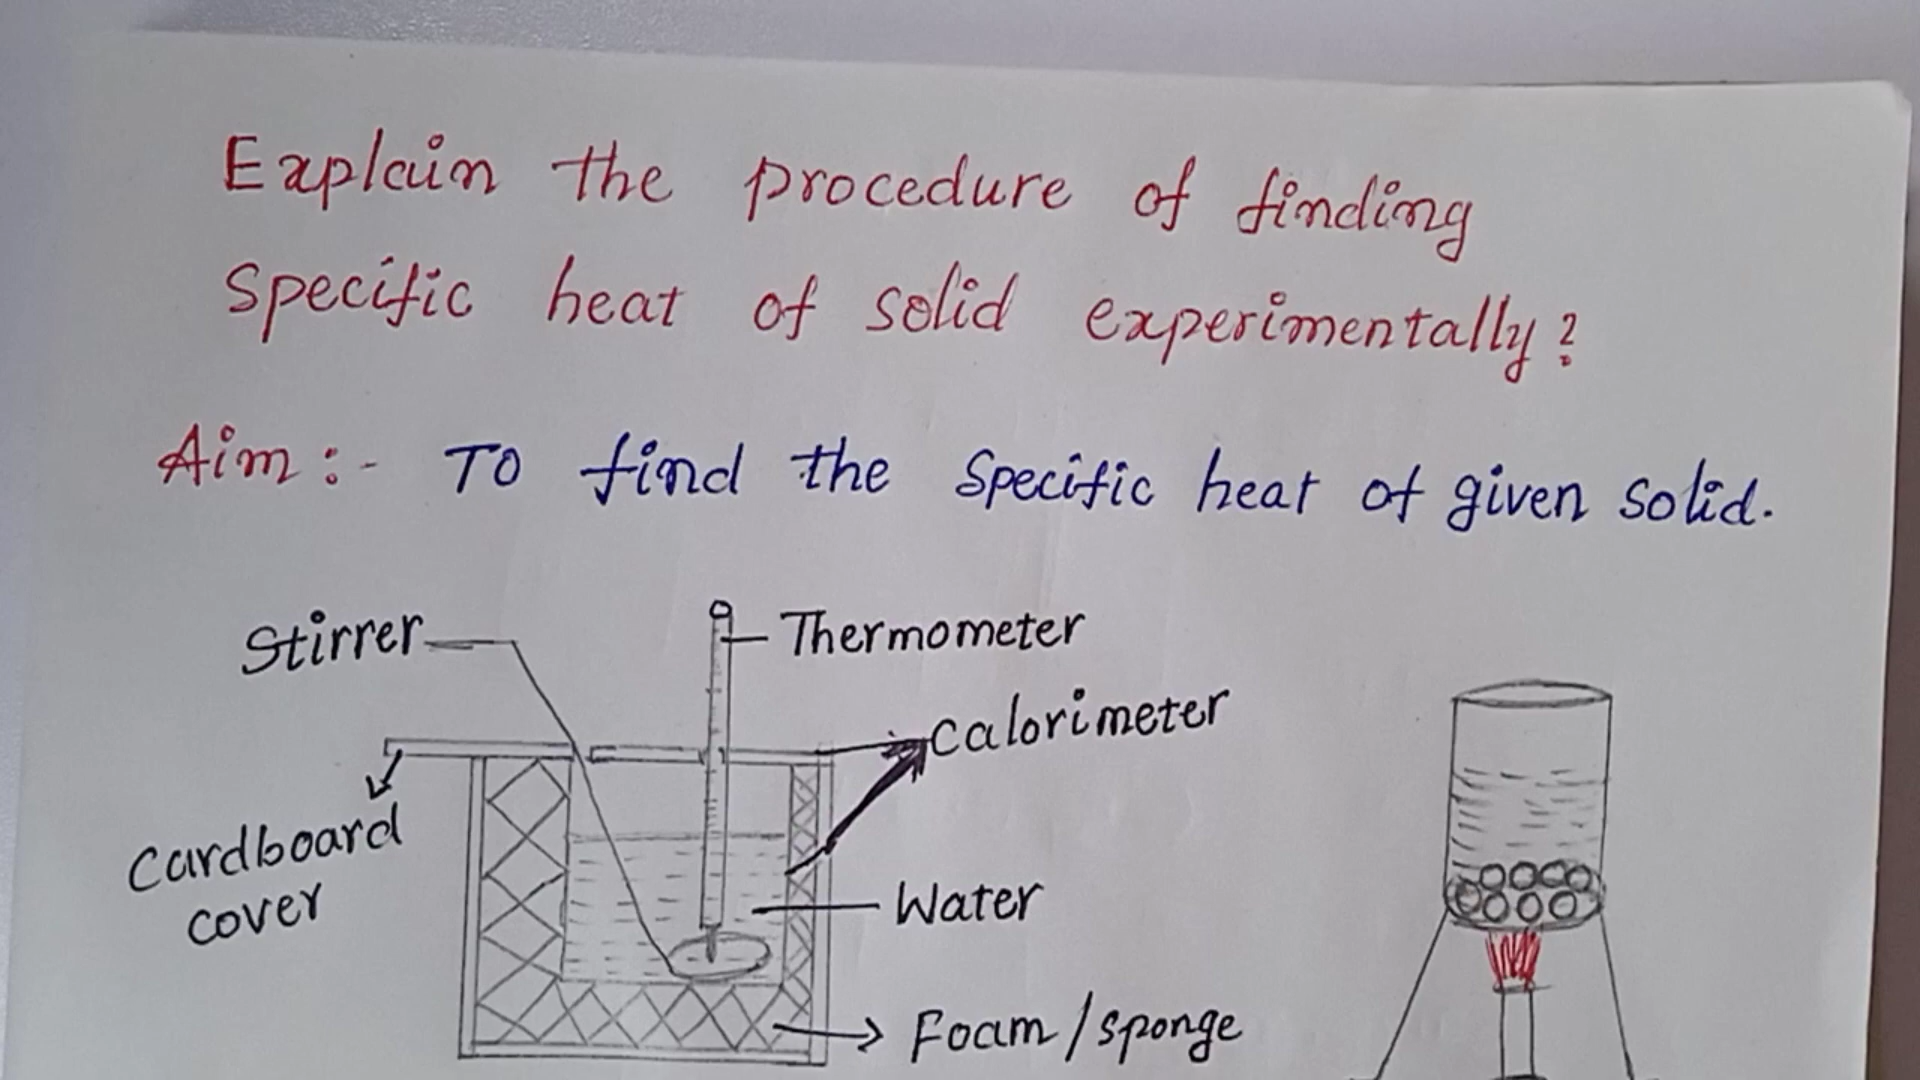 Explain the procedure of finding
Specific heat of solid experimentally?
Aim:- To find the Specific heat of given solid.
Stirrer
Thermometer
Calorimeter
Cardboard
cover
Water
Foam/sponge